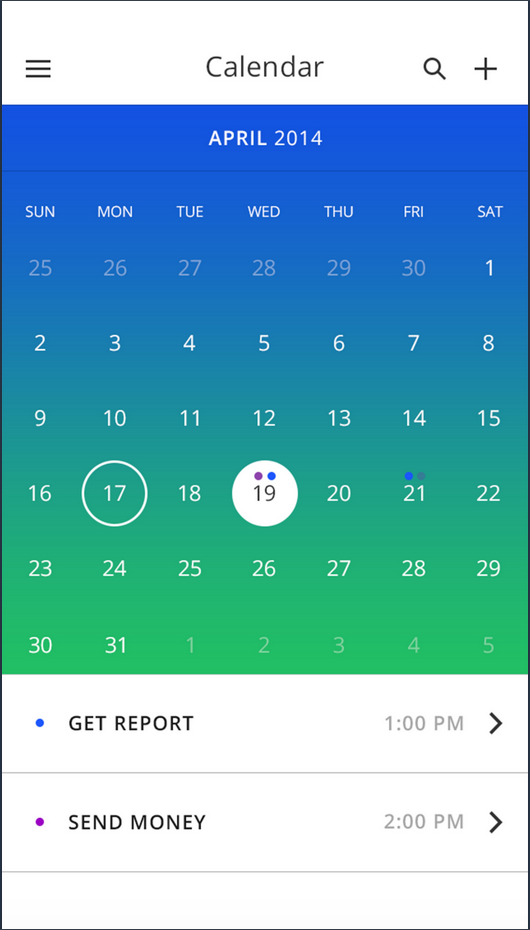 Calendar
APRIL 2014
SUN MON TUE WED THU FRI SAT
25 26 27 28 29 30 1
2 3 4 5 6 7 8
9 10 11 12 13 14 15
16 17 18 19 20 21 22
23 24 25 26 27 28 29
30 31 1 2 3 4 5
GET REPORT 1:00 PM
SEND MONEY 2:00 PM